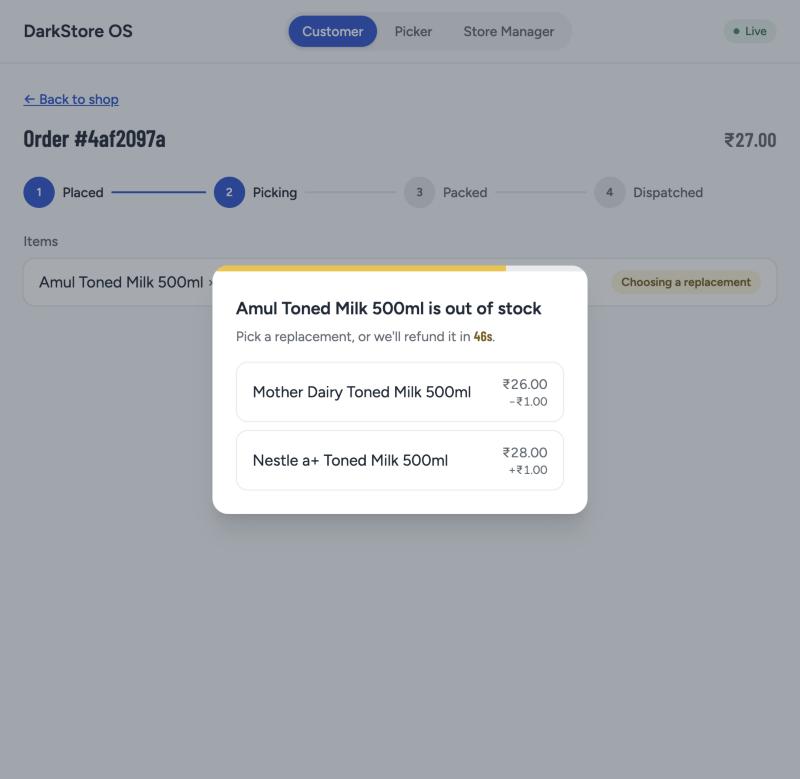 DarkStore OS
Customer
Picker
Store Manager
Live
← Back to shop
Order #4af2097a
₹27.00
1 Placed
2 Picking
3 Packed
4 Dispatched
Items
Amul Toned Milk 500ml ›
Choosing a replacement
Amul Toned Milk 500ml is out of stock
Pick a replacement, or we'll refund it in 46s.
Mother Dairy Toned Milk 500ml
₹26.00
−₹1.00
Nestle a+ Toned Milk 500ml
₹28.00
+₹1.00